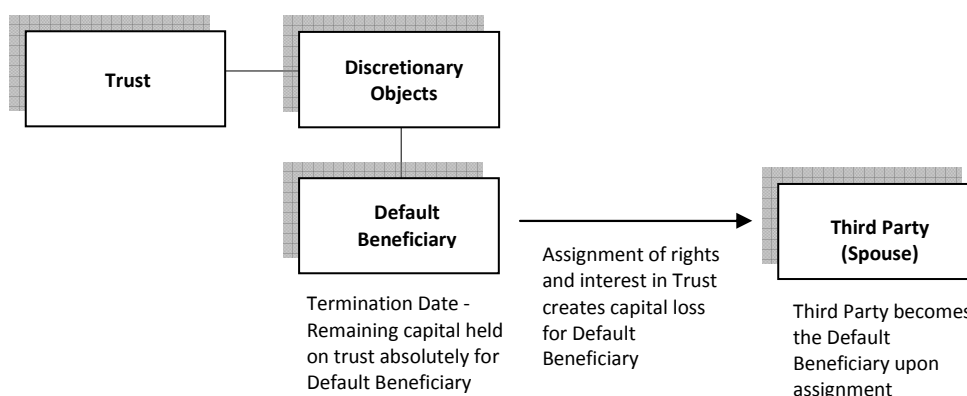 Trust
Discretionary
Objects
Default
Beneficiary
Termination Date -
Remaining capital held
on trust absolutely for
Default Beneficiary
Assignment of rights
and interest in Trust
creates capital loss
for Default
Beneficiary
Third Party
(Spouse)
Third Party becomes
the Default
Beneficiary upon
assignment